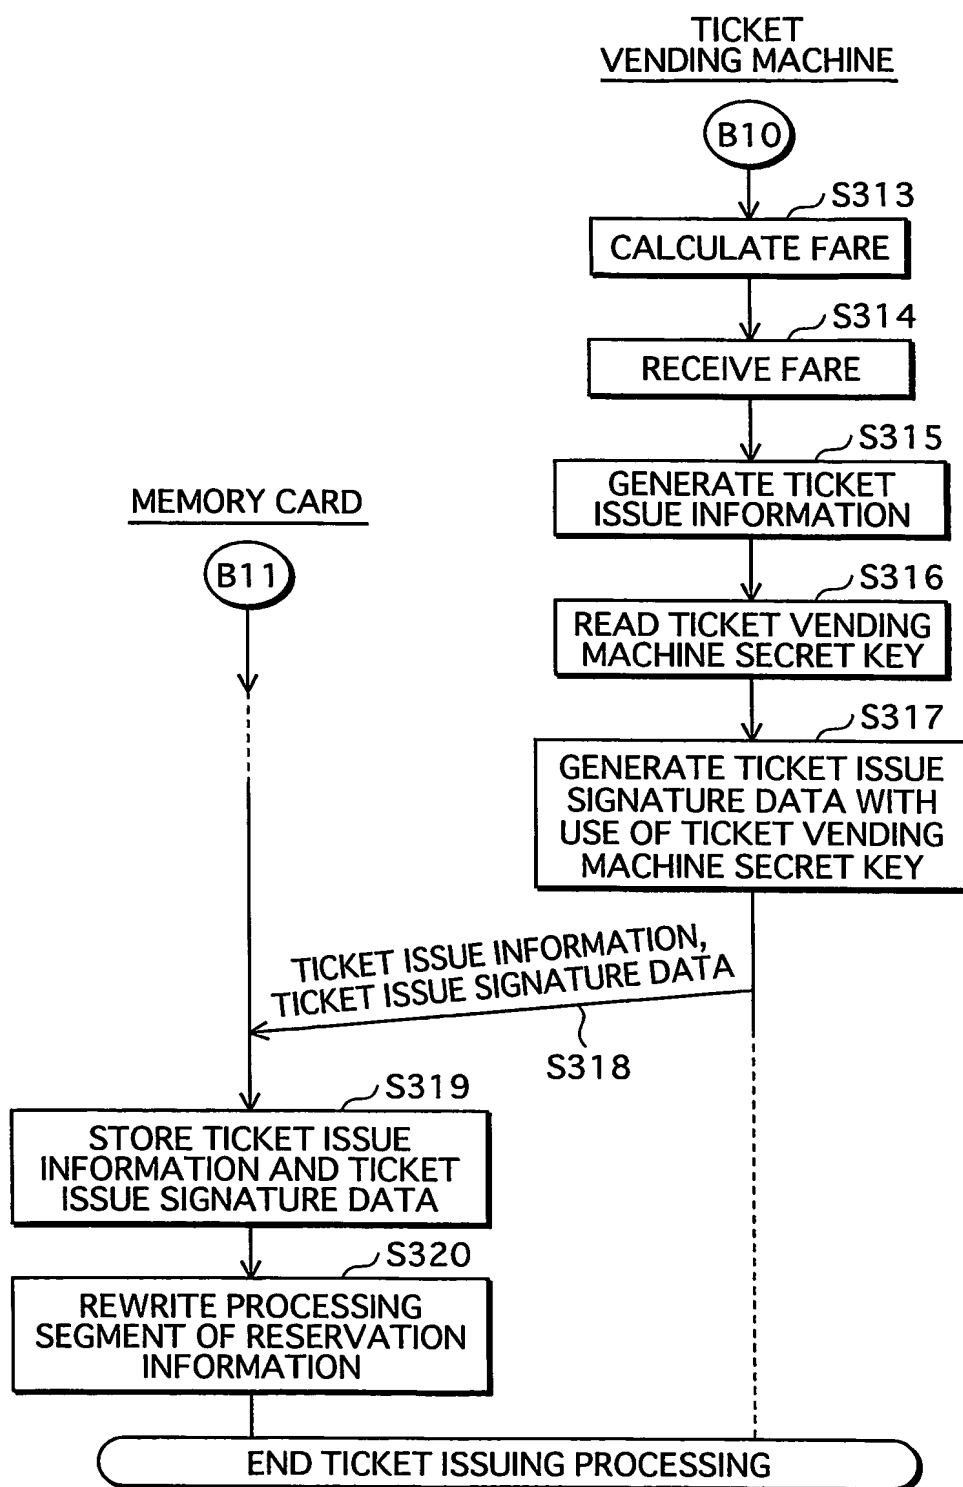 TICKET
VENDING MACHINE
B10
S313
CALCULATE FARE
S314
RECEIVE FARE
S315
GENERATE TICKET
ISSUE INFORMATION
MEMORY CARD
B11
S316
READ TICKET VENDING
MACHINE SECRET KEY
S317
GENERATE TICKET ISSUE
SIGNATURE DATA WITH
USE OF TICKET VENDING
MACHINE SECRET KEY
TICKET ISSUE INFORMATION,
TICKET ISSUE SIGNATURE DATA
S318
S319
STORE TICKET ISSUE
INFORMATION AND TICKET
ISSUE SIGNATURE DATA
S320
REWRITE PROCESSING
SEGMENT OF RESERVATION
INFORMATION
END TICKET ISSUING PROCESSING